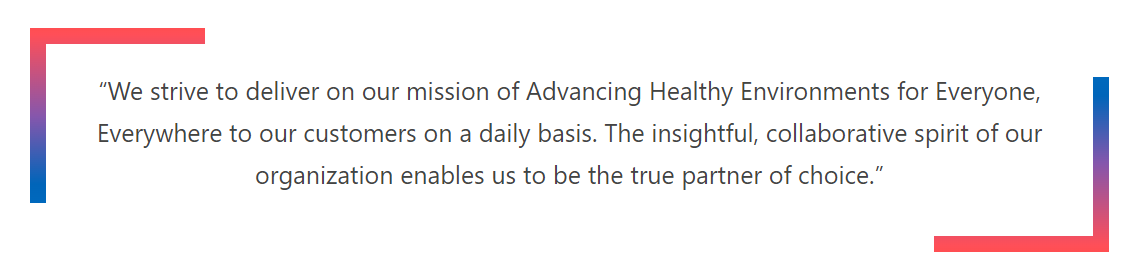 “We strive to deliver on our mission of Advancing Healthy Environments for Everyone,
Everywhere to our customers on a daily basis. The insightful, collaborative spirit of our
organization enables us to be the true partner of choice.”